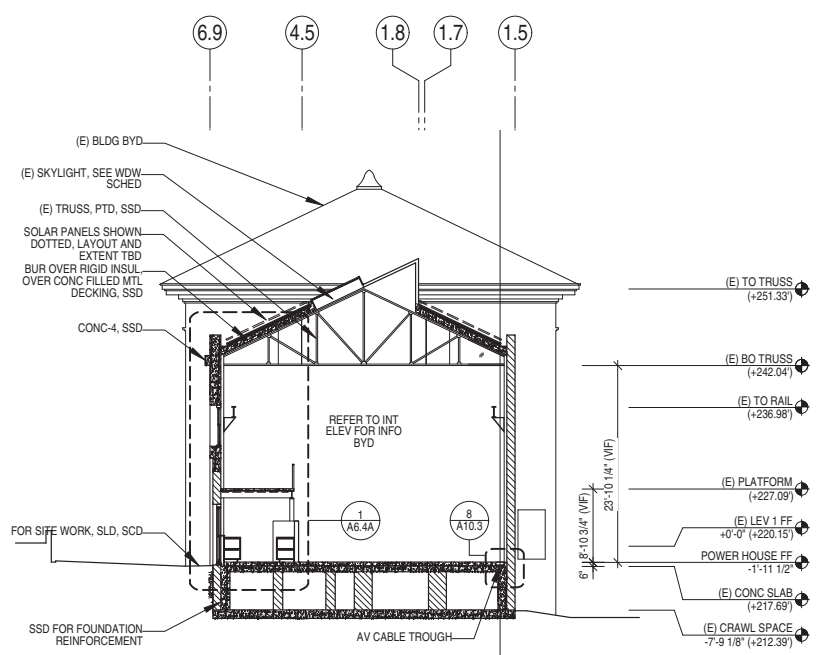 6.9
4.5
1.8
1.7
1.5
(E) BLDG BYD
(E) SKYLIGHT, SEE WDW
SCHED
(E) TRUSS, PTD, SSD
SOLAR PANELS SHOWN
DOTTED, LAYOUT AND
EXTENT TBD
BUR OVER RIGID INSUL,
OVER CONC FILLED MTL
DECKING, SSD
CONC-4, SSD
FOR SITE WORK, SLD, SCD
SSD FOR FOUNDATION
REINFORCEMENT
REFER TO INT
ELEV FOR INFO
BYD
1
A6.4A
8
A10.3
AV CABLE TROUGH
6"
8'-10 3/4" (VIF)
23'-10 1/4" (VIF)
(E) TO TRUSS
(+251.33')
(E) BO TRUSS
(+242.04')
(E) TO RAIL
(+236.98')
(E) PLATFORM
(+227.09')
(E) LEV 1 FF
+0'-0" (+220.15')
POWER HOUSE FF
-1'-11 1/2"
(E) CONC SLAB
(+217.69')
(E) CRAWL SPACE
-7'-9 1/8" (+212.39')